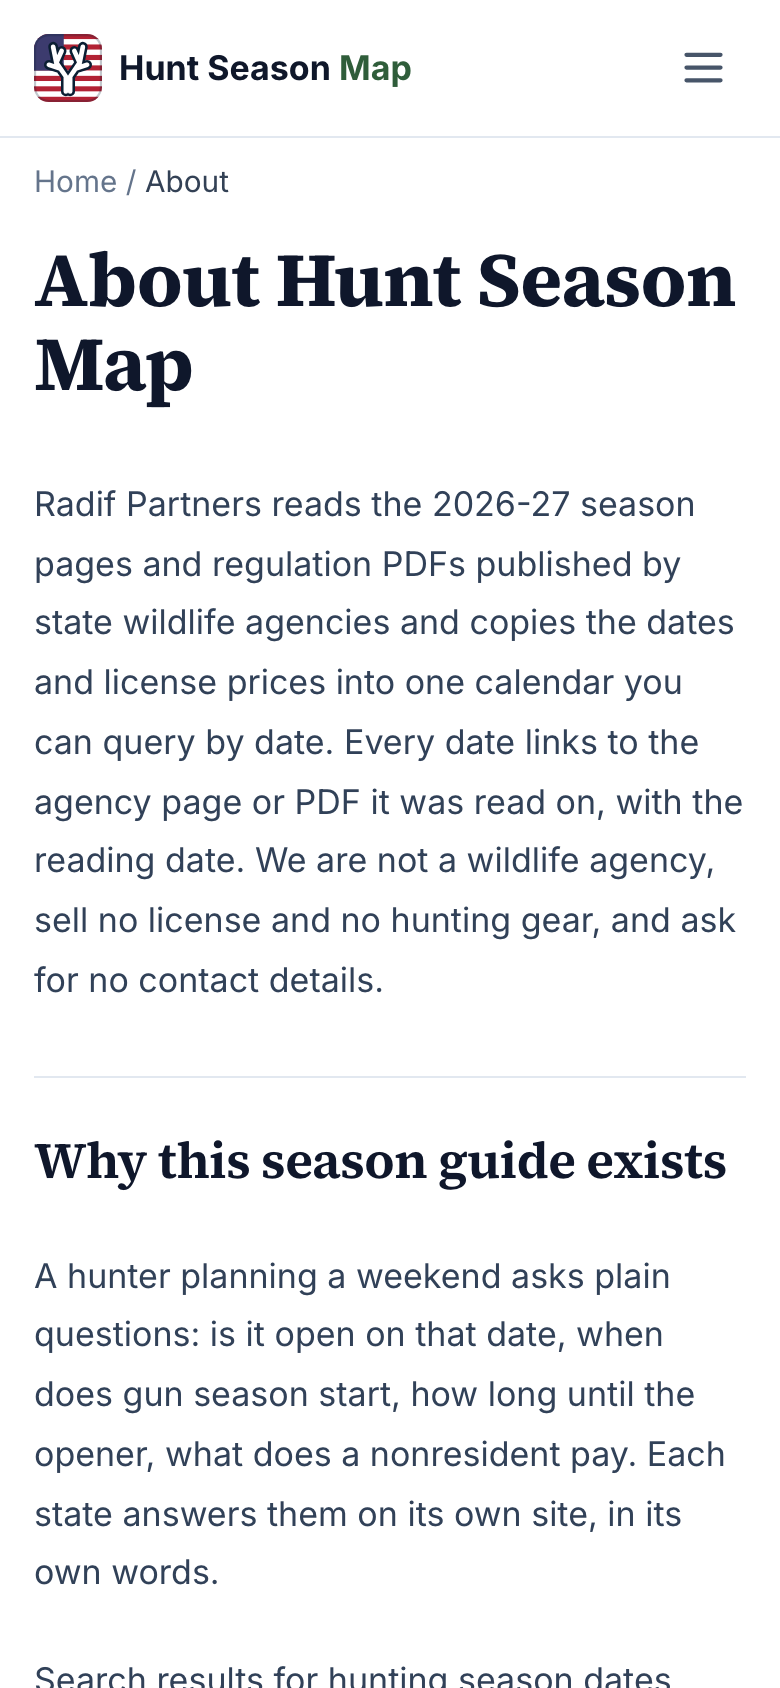 Hunt Season Map
Home / About
About Hunt Season
Map
Radif Partners reads the 2026-27 season
pages and regulation PDFs published by
state wildlife agencies and copies the dates
and license prices into one calendar you
can query by date. Every date links to the
agency page or PDF it was read on, with the
reading date. We are not a wildlife agency,
sell no license and no hunting gear, and ask
for no contact details.
Why this season guide exists
A hunter planning a weekend asks plain
questions: is it open on that date, when
does gun season start, how long until the
opener, what does a nonresident pay. Each
state answers them on its own site, in its
own words.
Search results for hunting season dates